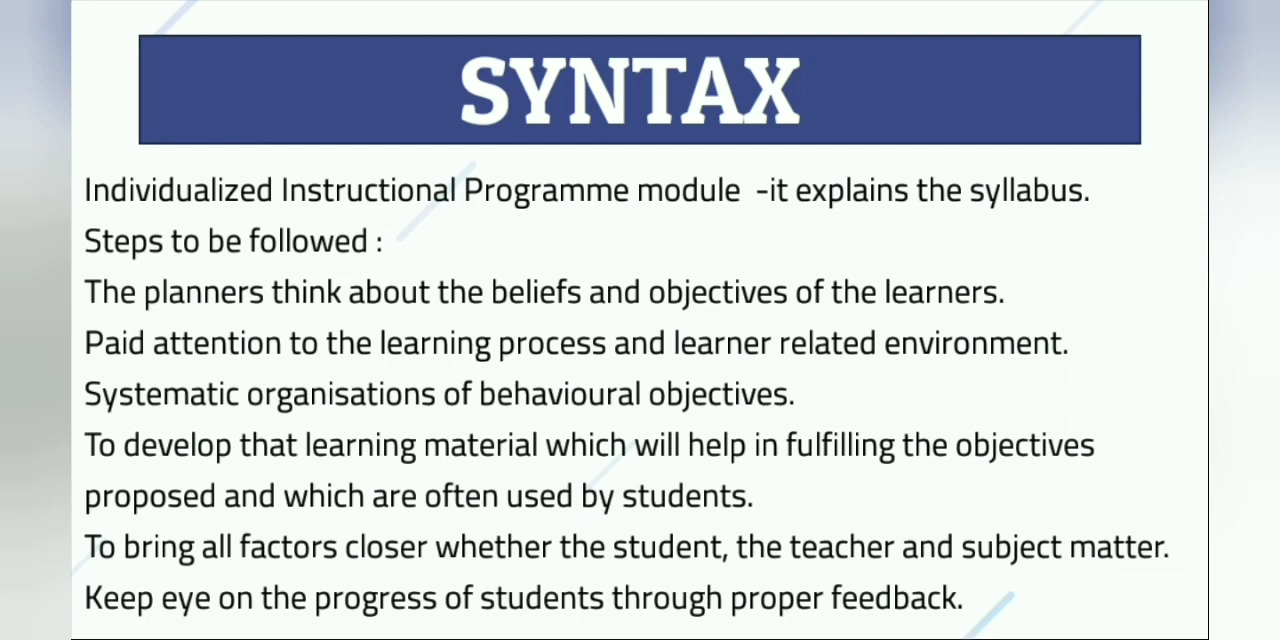 SYNTAX
Individualized Instructional Programme module -it explains the syllabus.
Steps to be followed :
The planners think about the beliefs and objectives of the learners.
Paid attention to the learning process and learner related environment.
Systematic organisations of behavioural objectives.
To develop that learning material which will help in fulfilling the objectives
proposed and which are often used by students.
To bring all factors closer whether the student, the teacher and subject matter.
Keep eye on the progress of students through proper feedback.